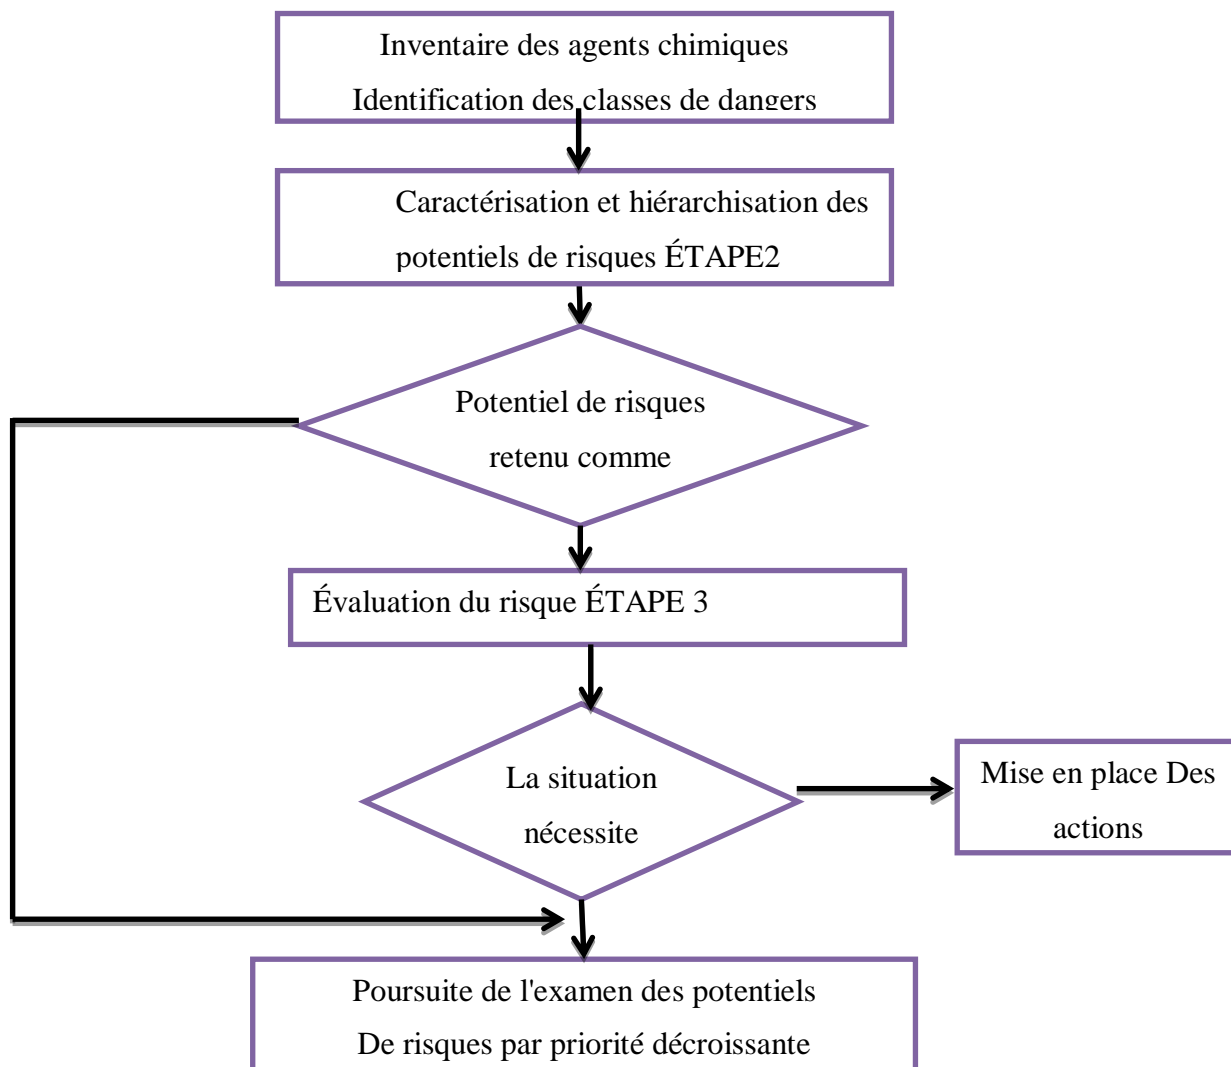 Inventaire des agents chimiques
Identification des classes de dangers
Caractérisation et hiérarchisation des
potentiels de risques ÉTAPE2
Potentiel de risques
retenu comme
Évaluation du risque ÉTAPE 3
La situation
nécessite
Mise en place Des
actions
Poursuite de l'examen des potentiels
De risques par priorité décroissante